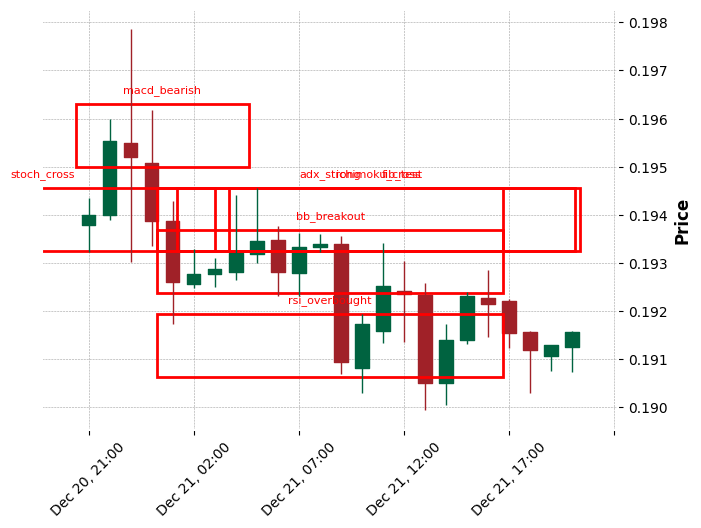 0.198
0.197
macd_bearish
0.196
0.195
stoch_cross
adx_strong
fib_test
0.194
bb_breakout
Price
0.193
rsi_overbought
0.192
0.191
0.190
Dec 20, 21:00
Dec 21, 02:00
Dec 21, 07:00
Dec 21, 12:00
Dec 21, 17:00